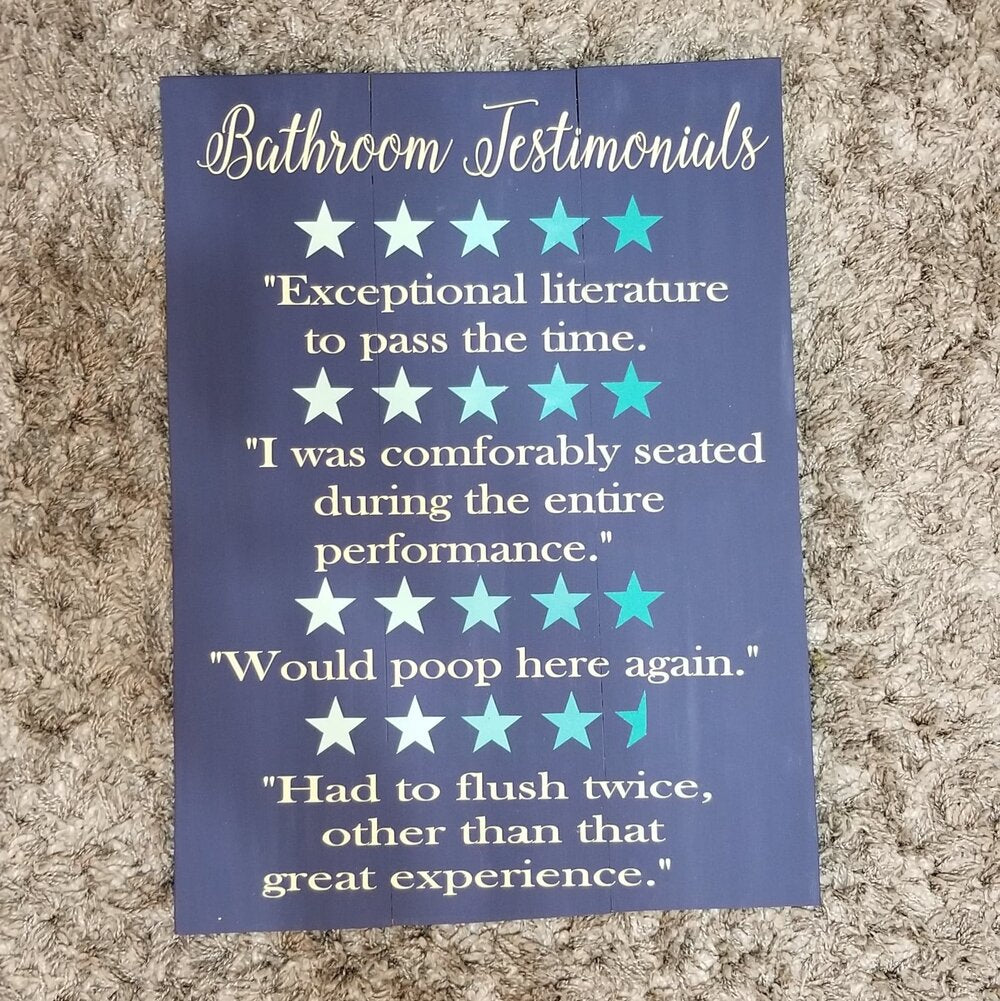 Bathroom Testimonials
"Exceptional literature
to pass the time.
"I was comforably seated
during the entire
performance."
"Would poop here again."
"Had to flush twice,
other than that
great experience."